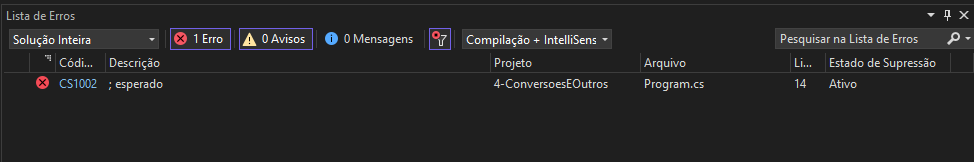 Lista de Erros
Solução Inteira 1 Erro 0 Avisos 0 Mensagens Compilação + IntelliSens Pesquisar na Lista de Erros
Códi... Descrição Projeto Arquivo Li... Estado de Supressão
CS1002 ; esperado 4-ConversoesEOutros Program.cs 14 Ativo